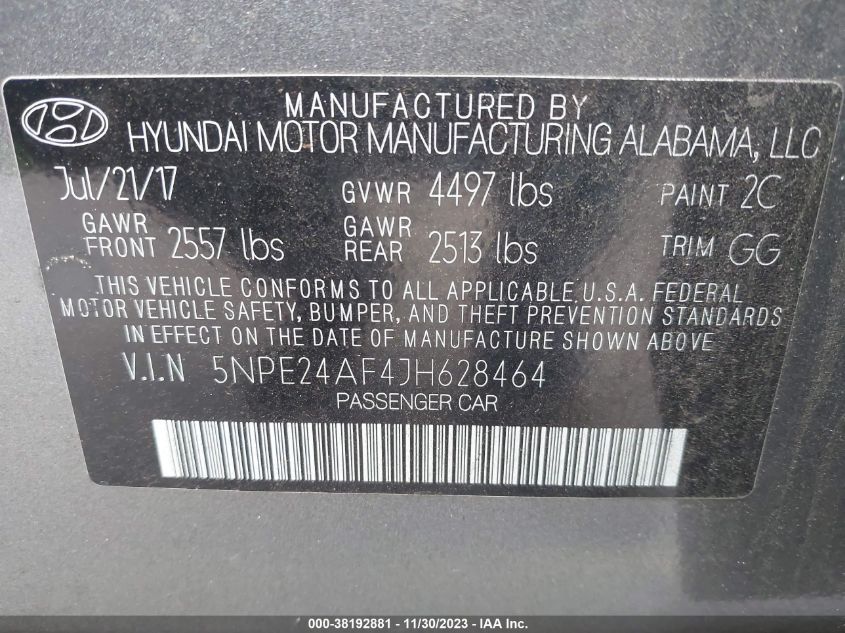 MANUFACTURED BY
HYUNDAI MOTOR MANUFACTURING ALABAMA, LLC
Jul/21/17 GVWR 4497 lbs PAINT 2C
GAWR FRONT 2557 lbs GAWR REAR 2513 lbs TRIM GG
THIS VEHICLE CONFORMS TO ALL APPLICABLE U.S.A. FEDERAL
MOTOR VEHICLE SAFETY, BUMPER, AND THEFT PREVENTION STANDARDS
IN EFFECT ON THE DATE OF MANUFACTURE SHOWN ABOVE.
V.I.N 5NPE24AF4JH628464
PASSENGER CAR
000-38192881 - 11/30/2023 - IAA Inc.